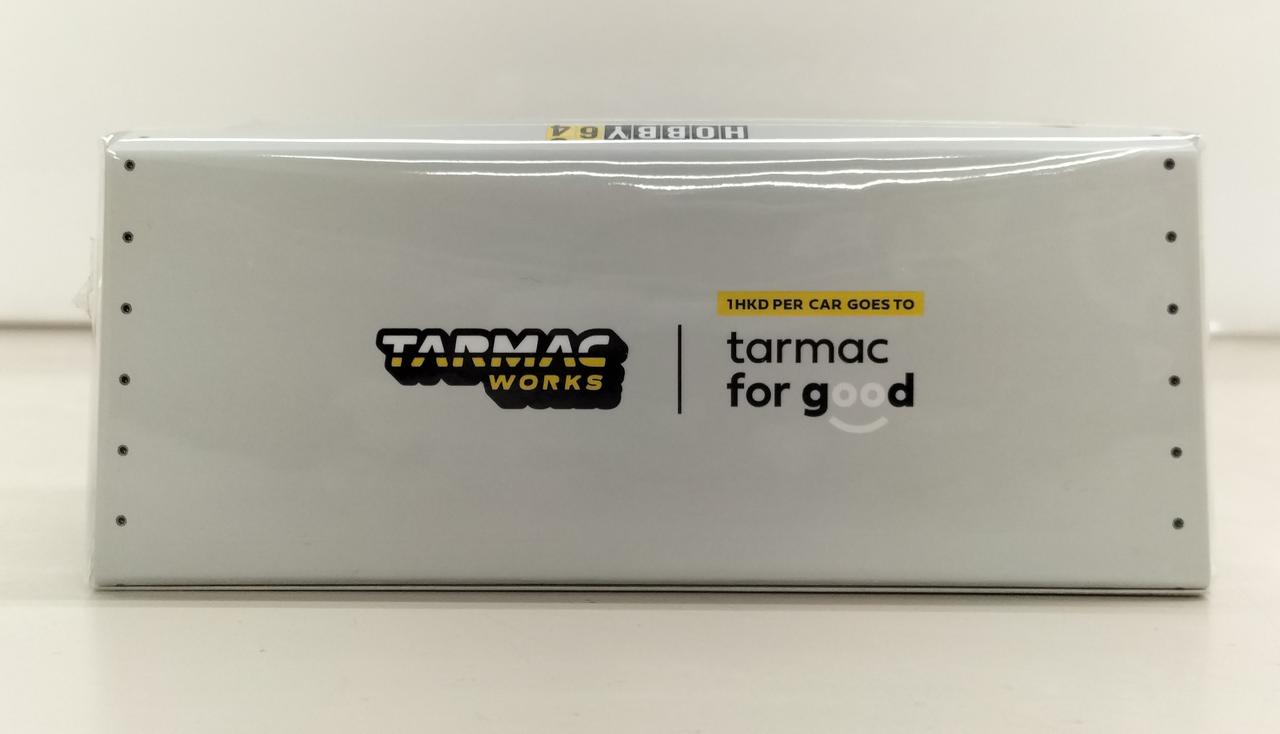 HOBBY64
TARMAC
WORKS
1HKD PER CAR GOES TO
tarmac
for good